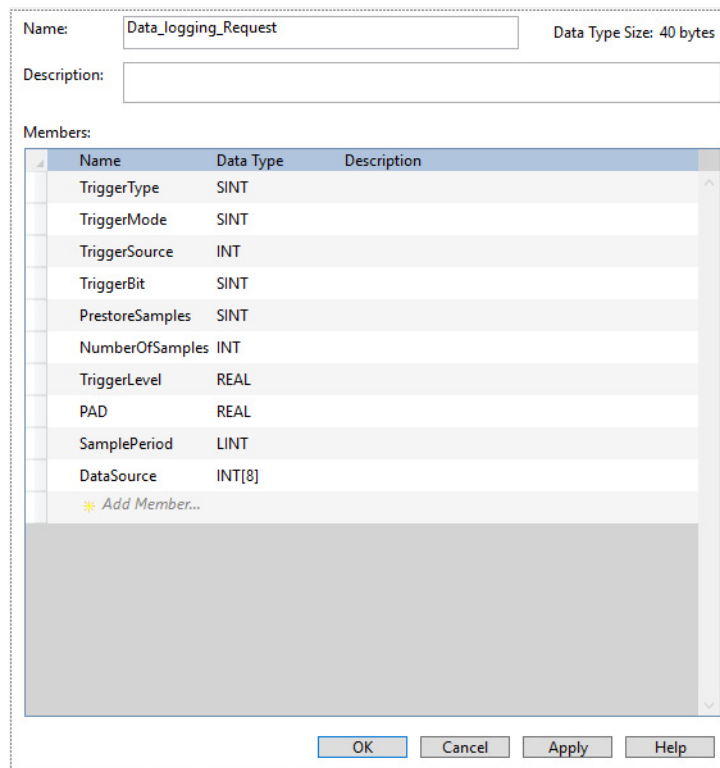 Name: Data_logging_Request Data Type Size: 40 bytes
Description:
Members:
Name Data Type Description
TriggerType SINT
TriggerMode SINT
TriggerSource INT
TriggerBit SINT
PrestoreSamples SINT
NumberOfSamples INT
TriggerLevel REAL
PAD REAL
SamplePeriod LINT
DataSource INT[8]
Add Member...
OK Cancel Apply Help